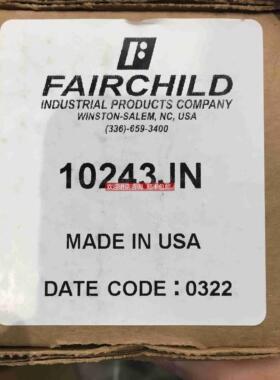 FAIRCHILD
INDUSTRIAL PRODUCTS COMPANY
WINSTON-SALEM, NC, USA
(336)-659-3400
10243JN
MADE IN USA
DATE CODE : 0322